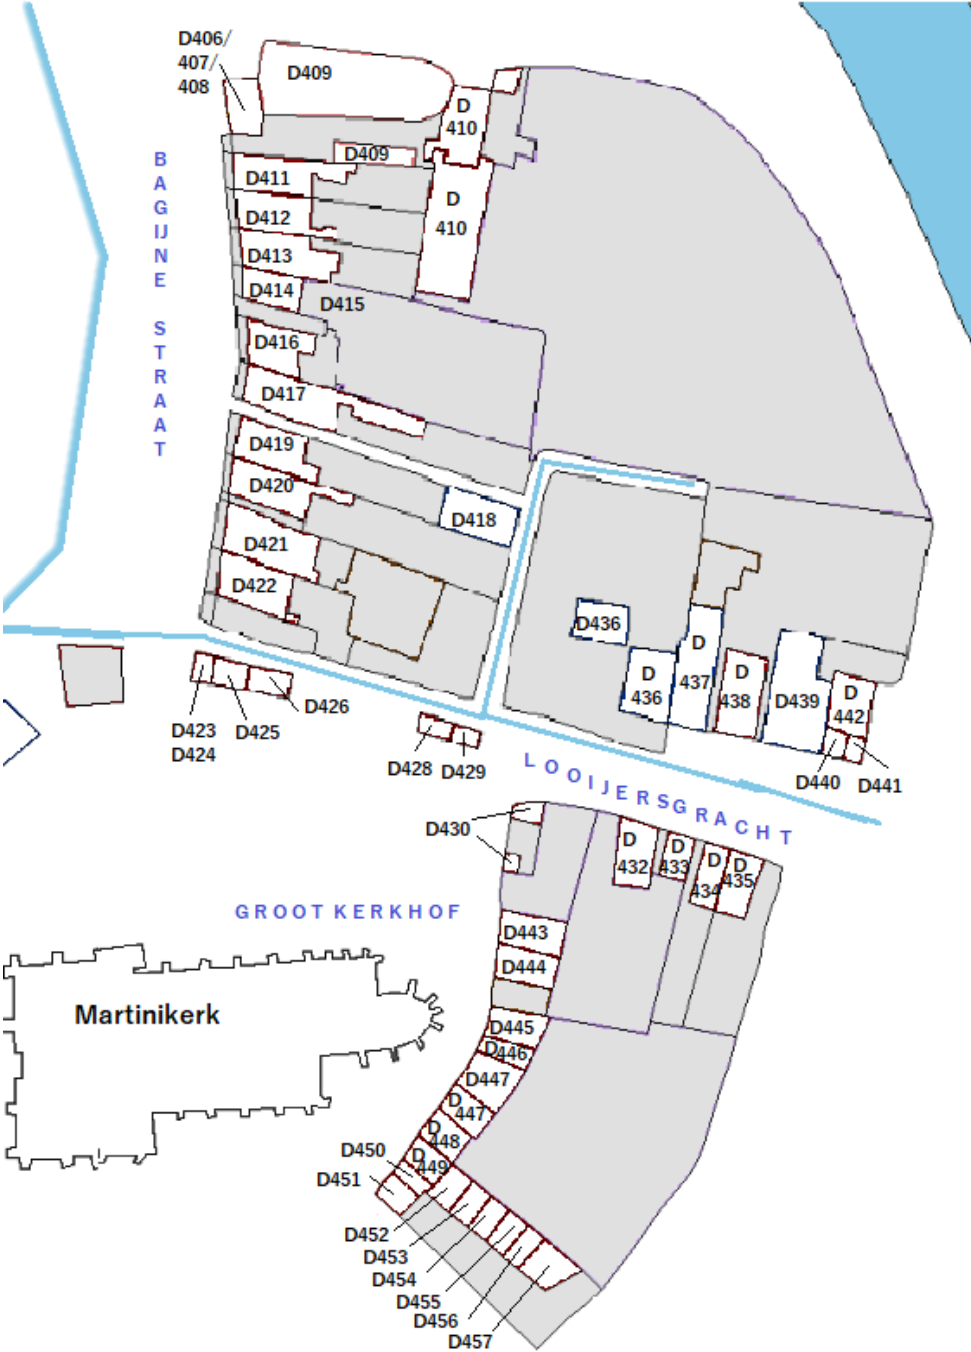 D406/
407/
408
D409
D
410
D409
D411
D
410
D412
D413
D414
D415
D416
D417
D419
D420
D418
D421
D422
BAGIJNE STRAAT
D436
D
436
D
437
D
438
D439
D
442
D440
D441
D423
D424
D425
D426
D428
D429
LOOIJERSGRACHT
D430
D
432
D
433
D
434
D
435
GROOT KERKHOF
D443
D444
Martinikerk
D445
D446
D447
D
447
D
448
D
449
D450
D451
D452
D453
D454
D455
D456
D457